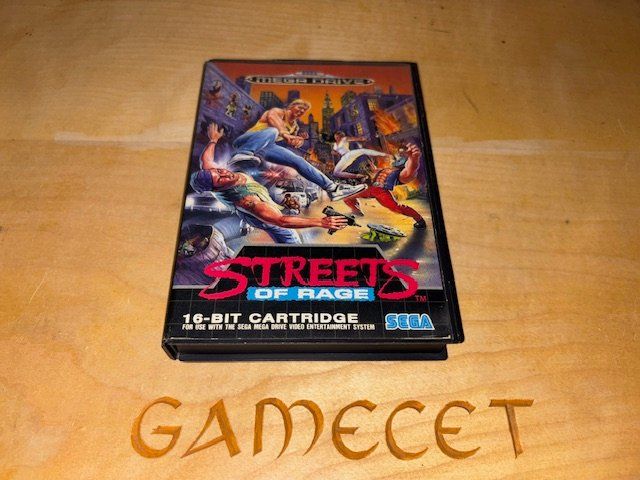 SEGA
MEGA DRIVE
STREETS
OF RAGE
TM
16-BIT CARTRIDGE
FOR USE WITH THE SEGA MEGA DRIVE VIDEO ENTERTAINMENT SYSTEM
SEGA
GAMECET